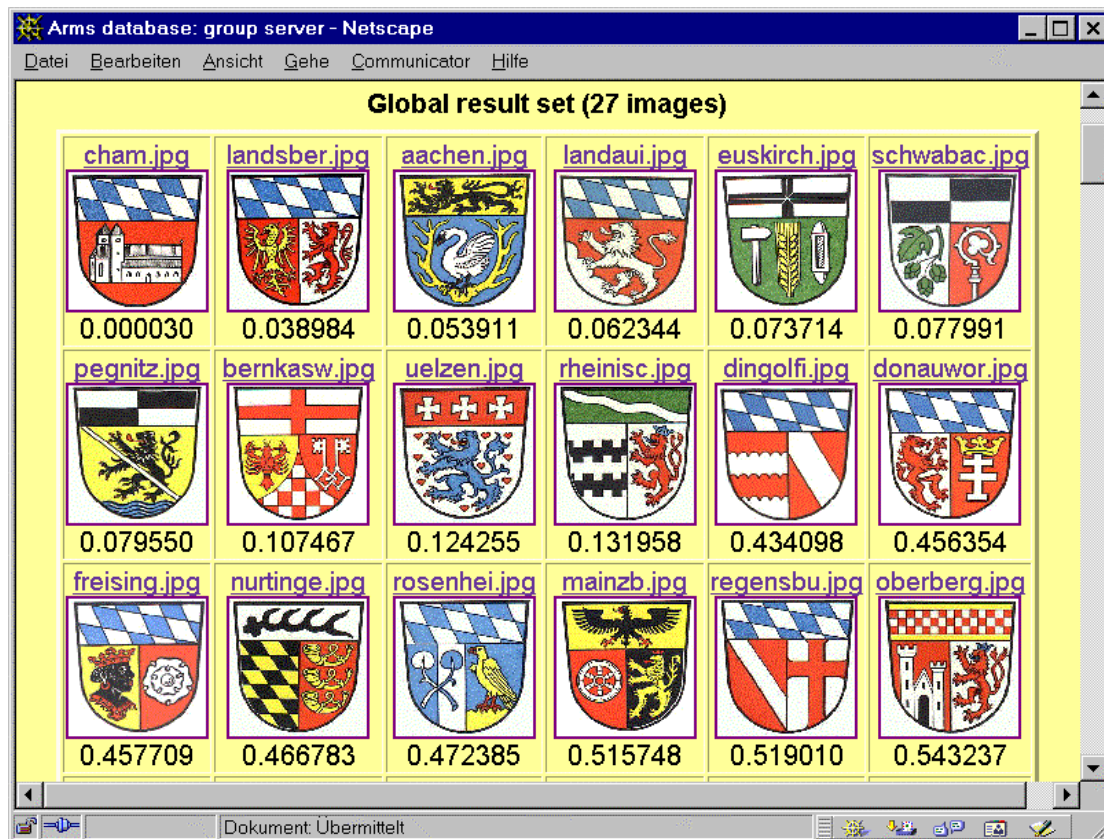 Arms database: group server - Netscape
Datei Bearbeiten Ansicht Gehe Communicator Hilfe
Global result set (27 images)
cham.jpg landsber.jpg aachen.jpg landaui.jpg euskirch.jpg schwabac.jpg
0.000030 0.038984 0.053911 0.062344 0.073714 0.077991
pegnitz.jpg bernkasw.jpg uelzen.jpg rheinisc.jpg dingolfi.jpg donauwor.jpg
0.079550 0.107467 0.124255 0.131958 0.434098 0.456354
freising.jpg nurtinge.jpg rosenhei.jpg mainzb.jpg regensbu.jpg oberberg.jpg
0.457709 0.466783 0.472385 0.515748 0.519010 0.543237
Dokument: Übermittelt